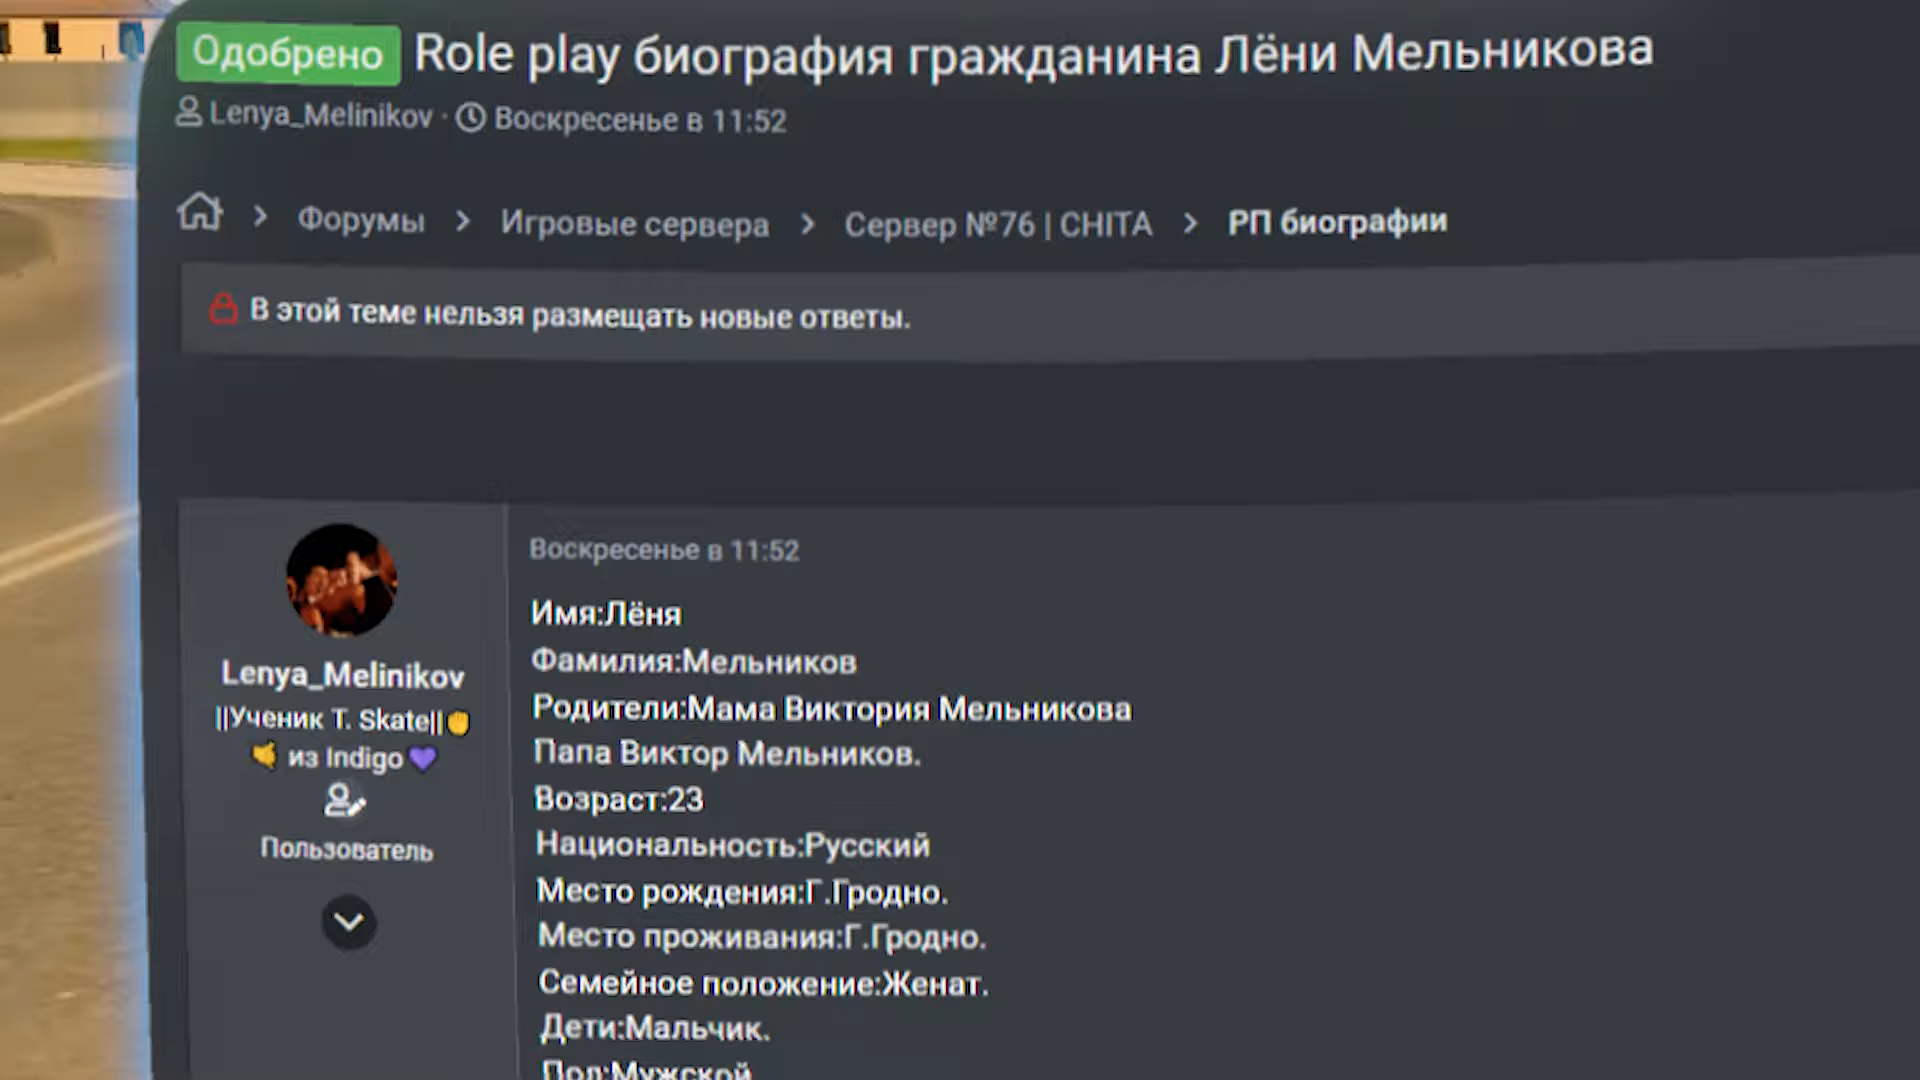 Одобрено Role play биография гражданина Лёни Мельникова
Lenya_Melinikov · Воскресенье в 11:52
Форумы > Игровые сервера > Сервер №76 | CHITA > РП биографии
В этой теме нельзя размещать новые ответы.
Воскресенье в 11:52
Lenya_Melinikov
||Ученик T. Skate||✊
🤙 из Indigo💜
Пользователь
Имя:Лёня
Фамилия:Мельников
Родители:Мама Виктория Мельникова
Папа Виктор Мельников.
Возраст:23
Национальность:Русский
Место рождения:Г.Гродно.
Место проживания:Г.Гродно.
Семейное положение:Женат.
Дети:Мальчик.
Пол:Мужской